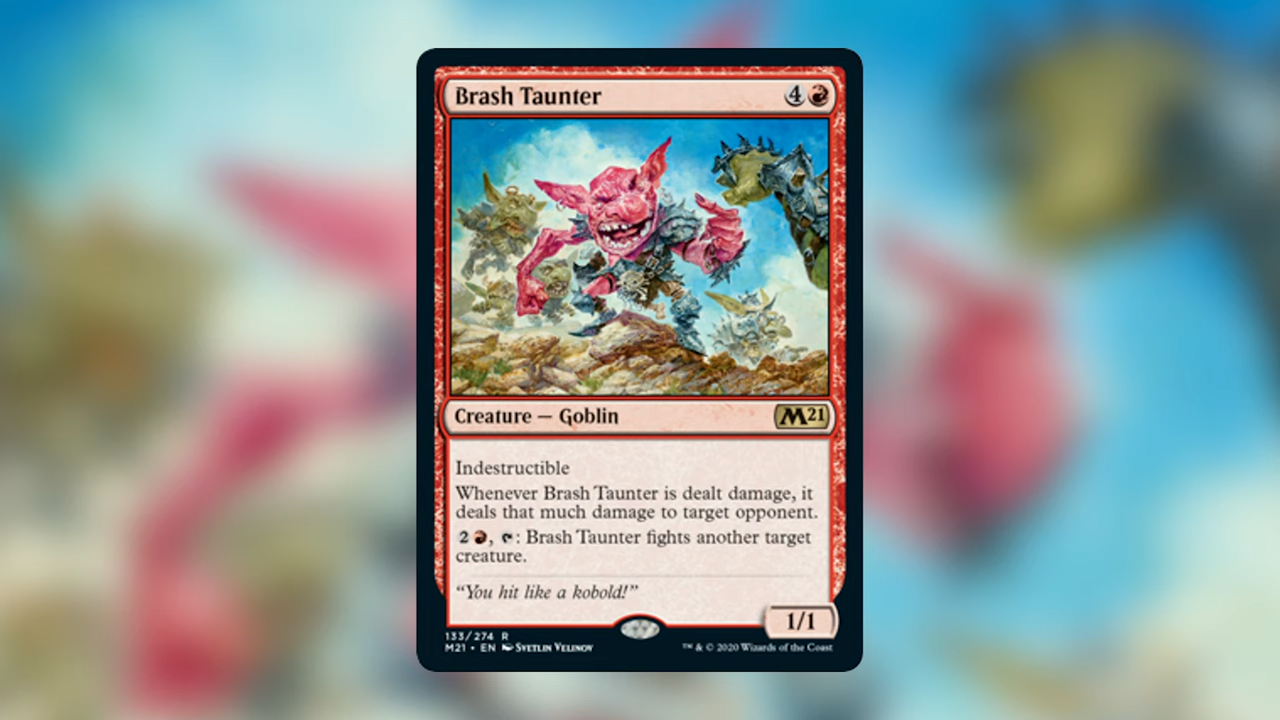 Brash Taunter 4
Creature — Goblin M21
Indestructible
Whenever Brash Taunter is dealt damage, it
deals that much damage to target opponent.
2 , : Brash Taunter fights another target
creature.
“You hit like a kobold!”
1/1
133/274 R
M21 • EN Svetlin Velinov
™ & © 2020 Wizards of the Coast